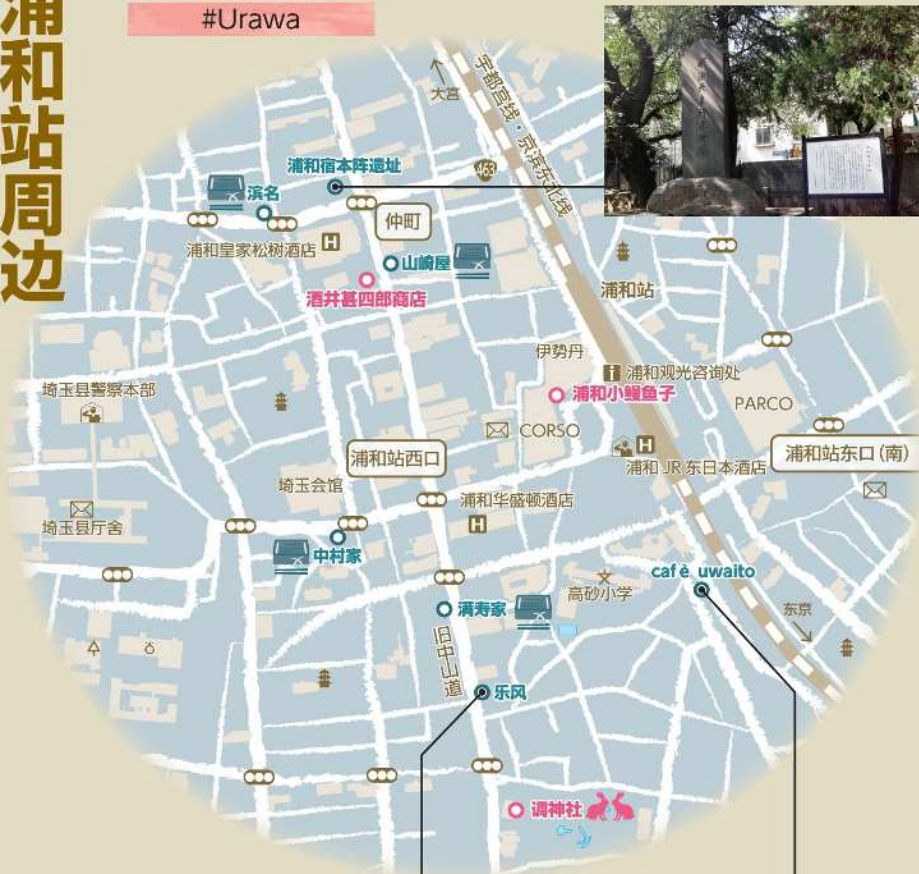 浦和站周边
#Urawa
大宫
宇都宫线·京滨东北线
463
浦和宿本阵遗址
滨名
仲町
浦和皇家松树酒店
H
山崎屋
酒井甚四郎商店
浦和站
伊势丹
浦和观光咨询处
浦和小鳗鱼子
PARCO
埼玉县警察本部
CORSO
H
浦和JR东日本酒店
浦和站东口(南)
浦和站西口
埼玉会馆
浦和华盛顿酒店
H
埼玉县厅舍
中村家
café uwaito
高砂小学
满寿家
东京
旧中山道
乐风
调神社